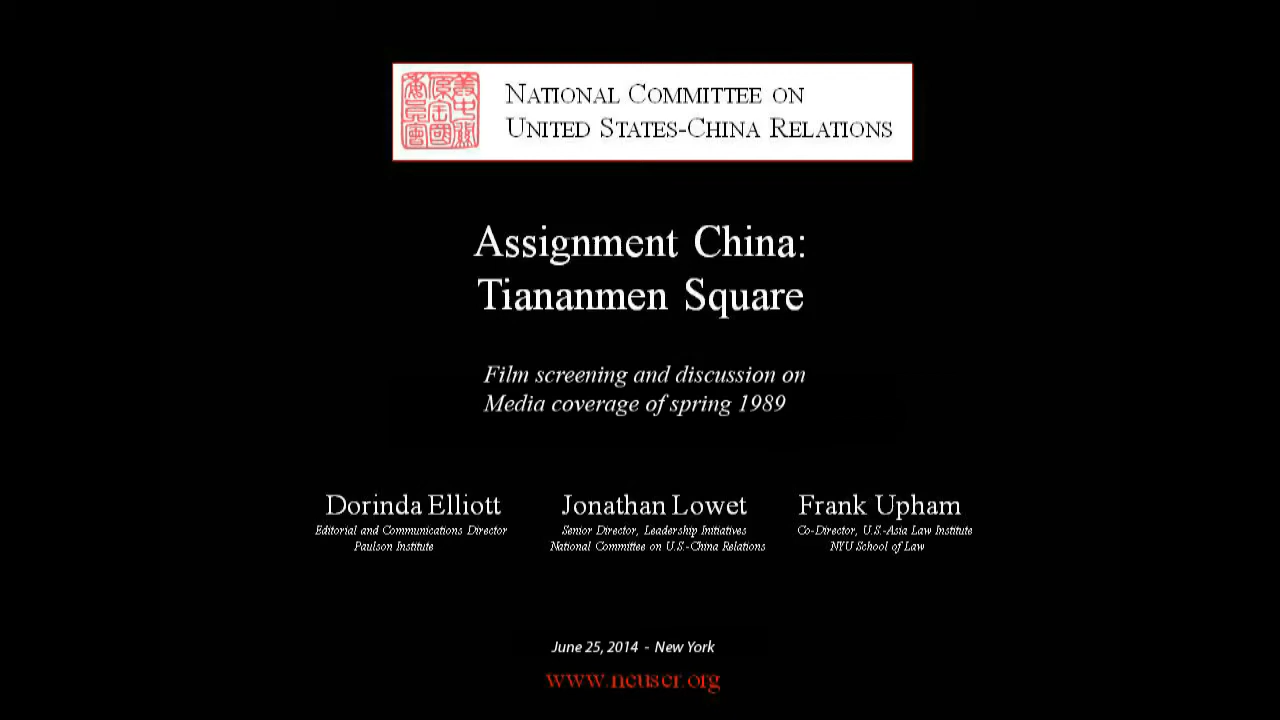 NATIONAL COMMITTEE ON
UNITED STATES-CHINA RELATIONS
Assignment China:
Tiananmen Square
Film screening and discussion on
Media coverage of spring 1989
Dorinda Elliott
Editorial and Communications Director
Paulson Institute
Jonathan Lowet
Senior Director, Leadership Initiatives
National Committee on U.S.-China Relations
Frank Upham
Co-Director, U.S.-Asia Law Institute
NYU School of Law
June 25, 2014 - New York
www.ncuscr.org